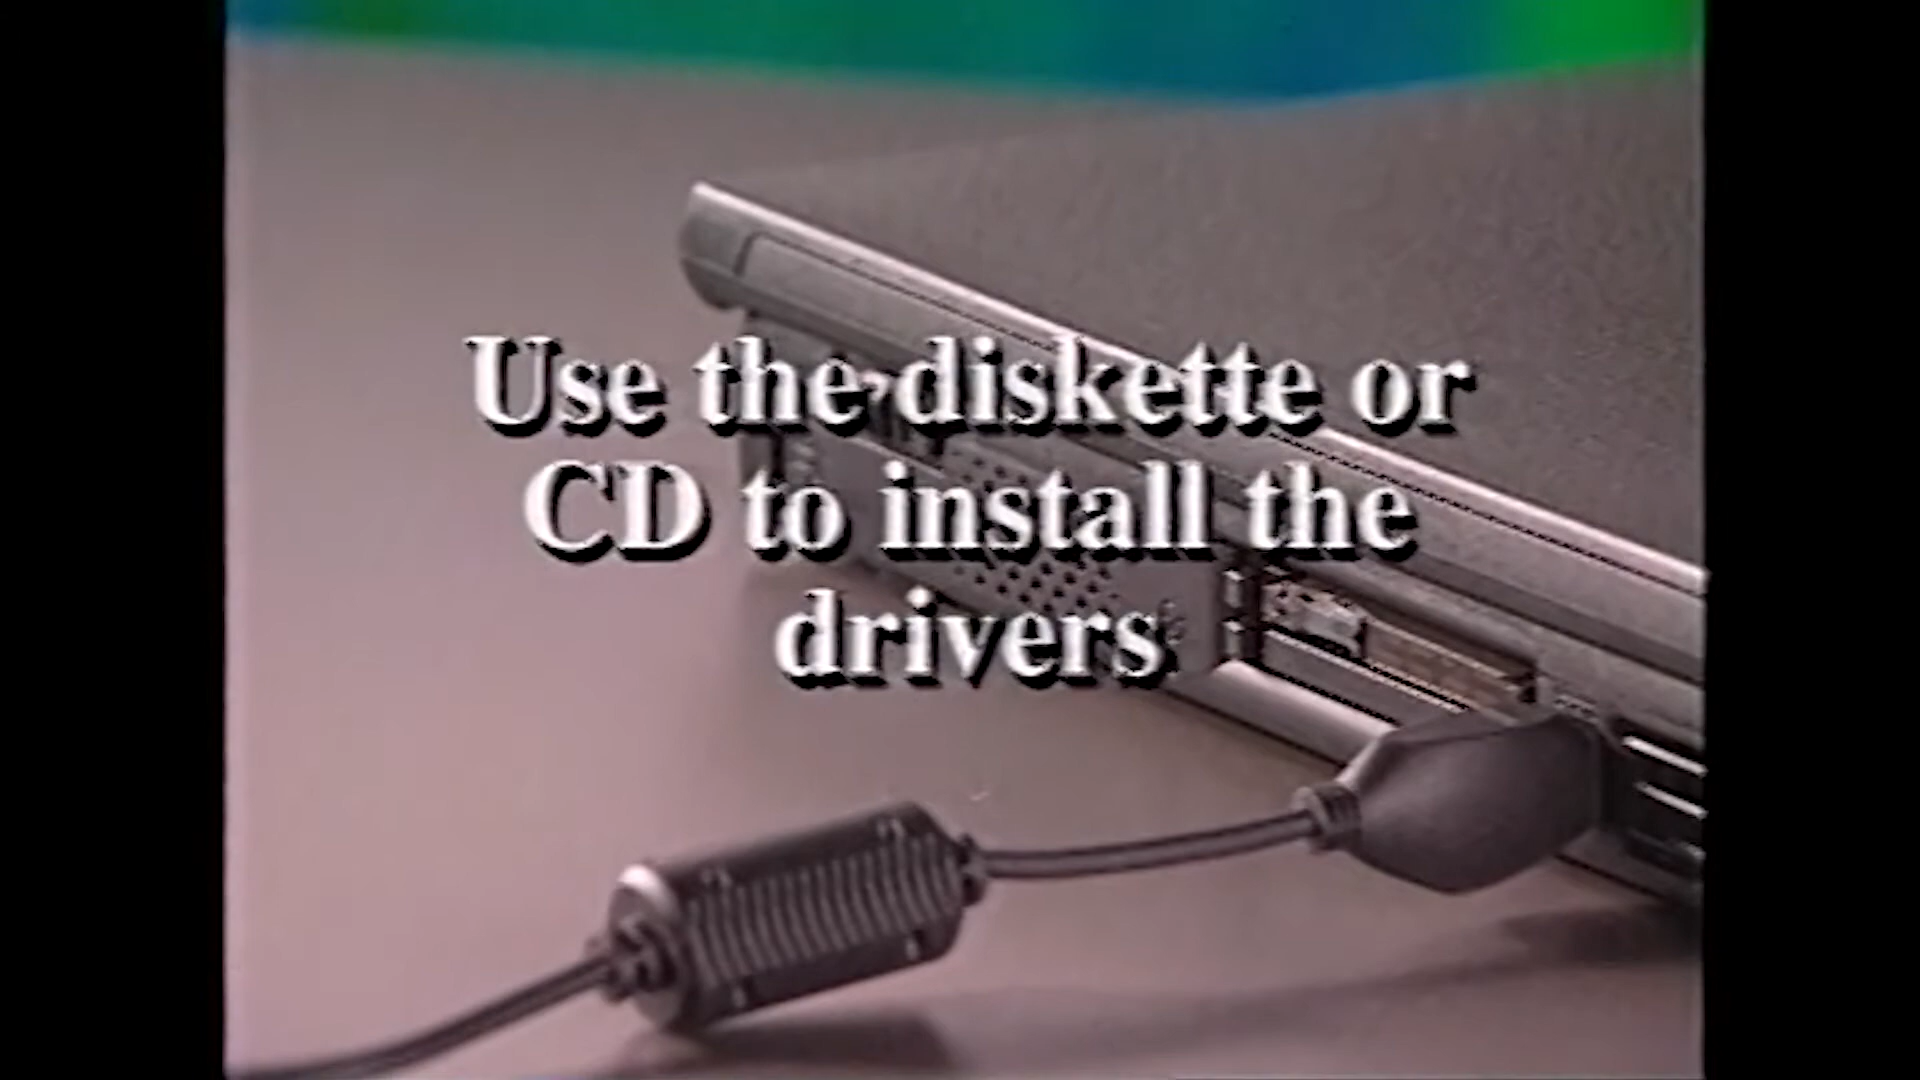 Use the diskette or
CD to install the
drivers